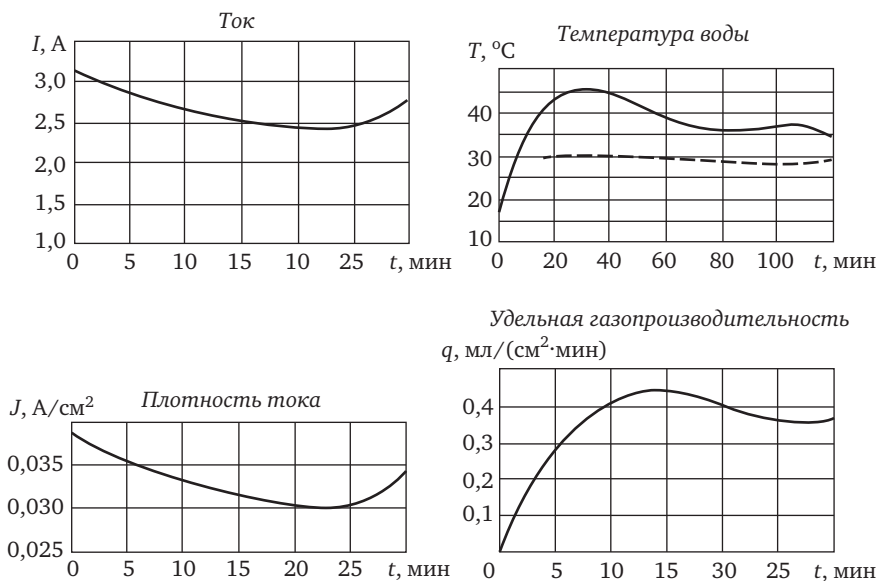 Ток
I, А
3,0
2,5
2,0
1,5
1,0
0 5 10 15 10 25 t, мин
Температура воды
T, °С
40
30
20
10
0 20 40 60 80 100 t, мин
Плотность тока
J, А/см²
0,035
0,030
0,025
0 5 10 15 20 25 t, мин
Удельная газопроизводительность
q, мл/(см²·мин)
0,4
0,3
0,2
0,1
0 5 10 15 30 25 t, мин